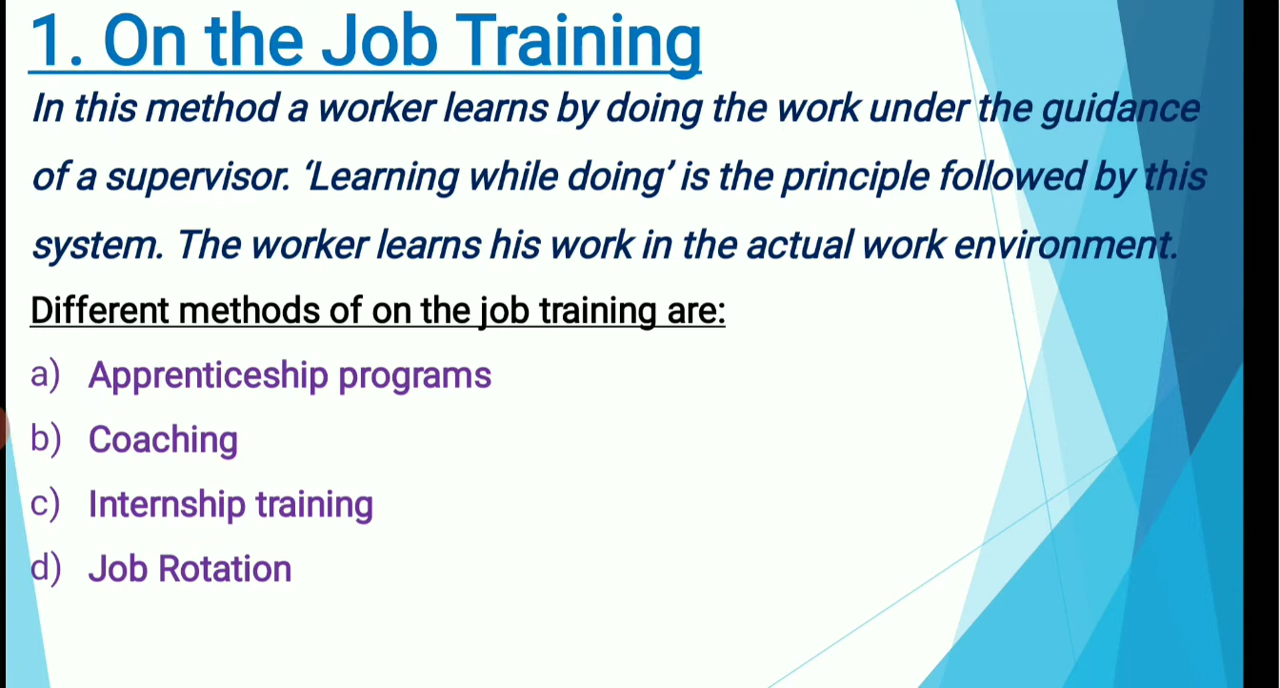 1. On the Job Training
In this method a worker learns by doing the work under the guidance
of a supervisor. ‘Learning while doing’ is the principle followed by this
system. The worker learns his work in the actual work environment.
Different methods of on the job training are:
a) Apprenticeship programs
b) Coaching
c) Internship training
d) Job Rotation